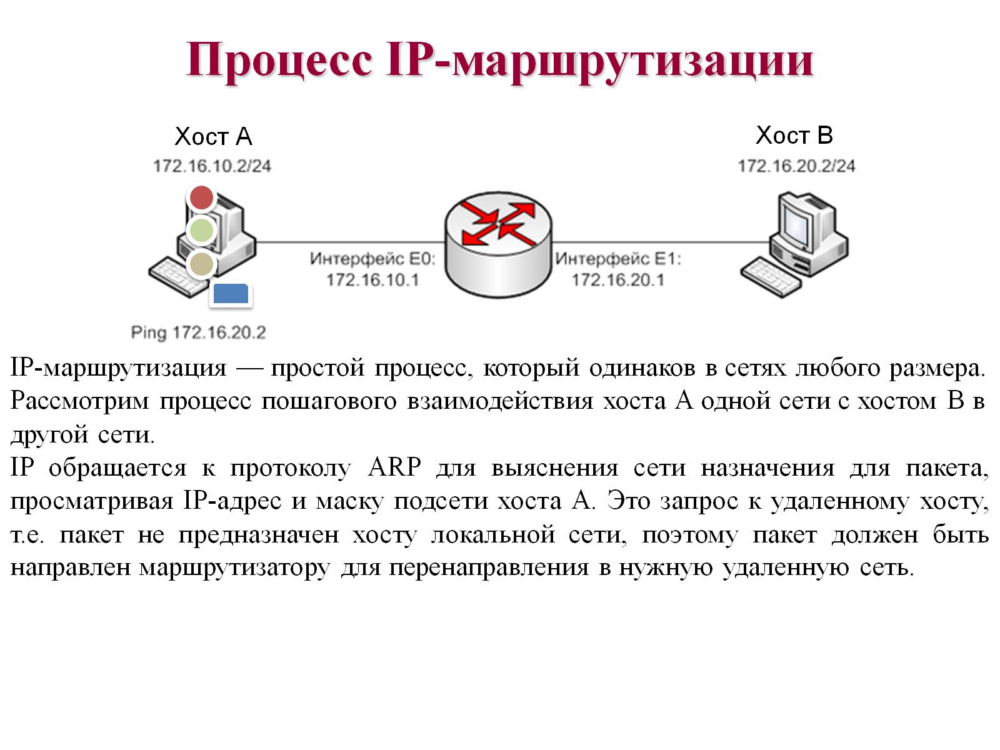 Процесс IP-маршрутизации
Хост А
Хост В
172.16.10.2/24
172.16.20.2/24
Интерфейс E0:
172.16.10.1
Интерфейс E1:
172.16.20.1
Ping 172.16.20.2
IP-маршрутизация — простой процесс, который одинаков в сетях любого размера.
Рассмотрим процесс пошагового взаимодействия хоста А одной сети с хостом В в
другой сети.
IP обращается к протоколу ARP для выяснения сети назначения для пакета,
просматривая IP-адрес и маску подсети хоста А. Это запрос к удаленному хосту,
т.е. пакет не предназначен хосту локальной сети, поэтому пакет должен быть
направлен маршрутизатору для перенаправления в нужную удаленную сеть.